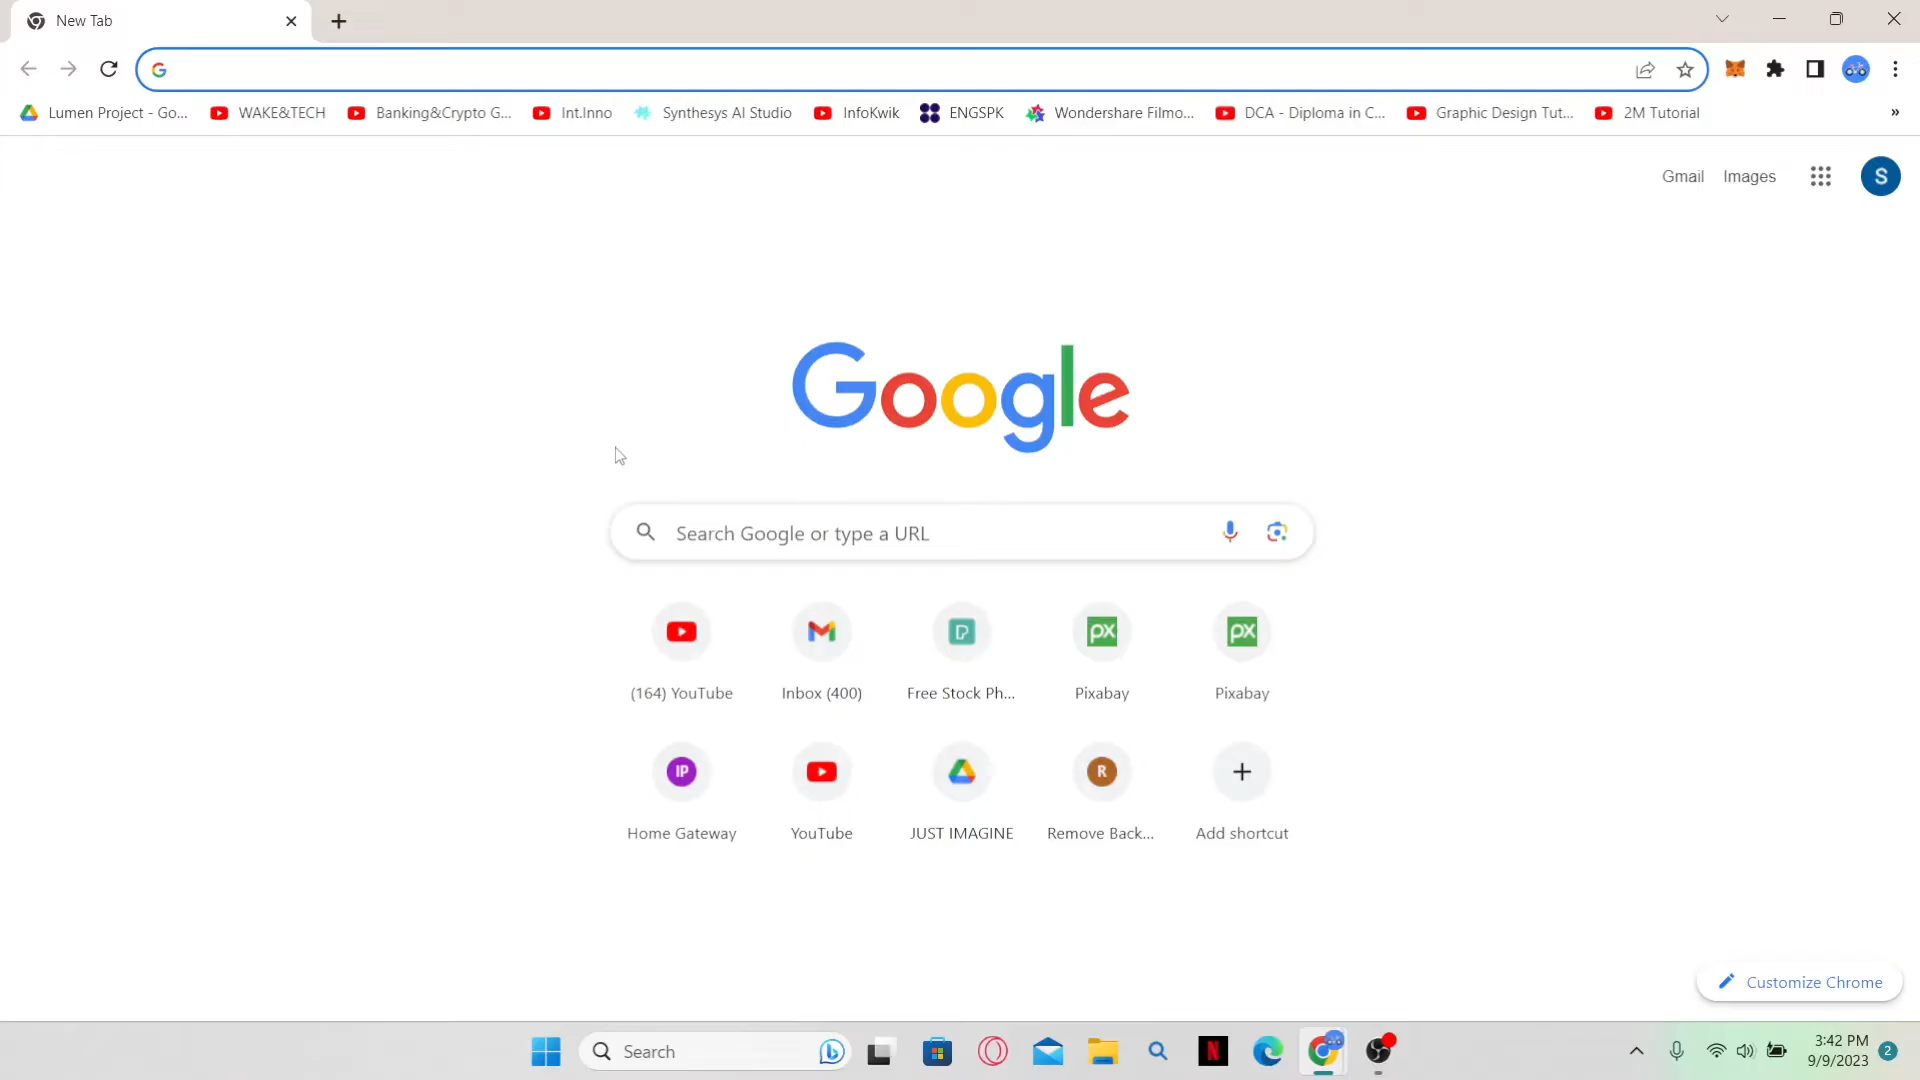 New Tab
Lumen Project - Go...
WAKE&TECH
Banking&Crypto G...
Int.Inno
Synthesys AI Studio
InfoKwik
ENGSPK
Wondershare Filmo...
DCA - Diploma in C...
Graphic Design Tut...
2M Tutorial
»
Gmail
Images
S
Google
Search Google or type a URL
(164) YouTube
Inbox (400)
Free Stock Ph...
px
Pixabay
px
Pixabay
IP
Home Gateway
YouTube
JUST IMAGINE
R
Remove Back...
Add shortcut
Customize Chrome
Search
N
3:42 PM
9/9/2023
2